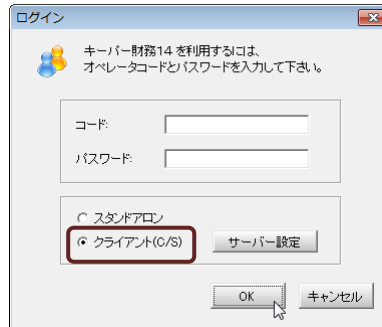 ログイン
キーパー財務14 を利用するには、
オペレータコードとパスワードを入力して下さい。
コード:
パスワード:
スタンドアロン
クライアント(C/S)
サーバー設定
OK
キャンセル